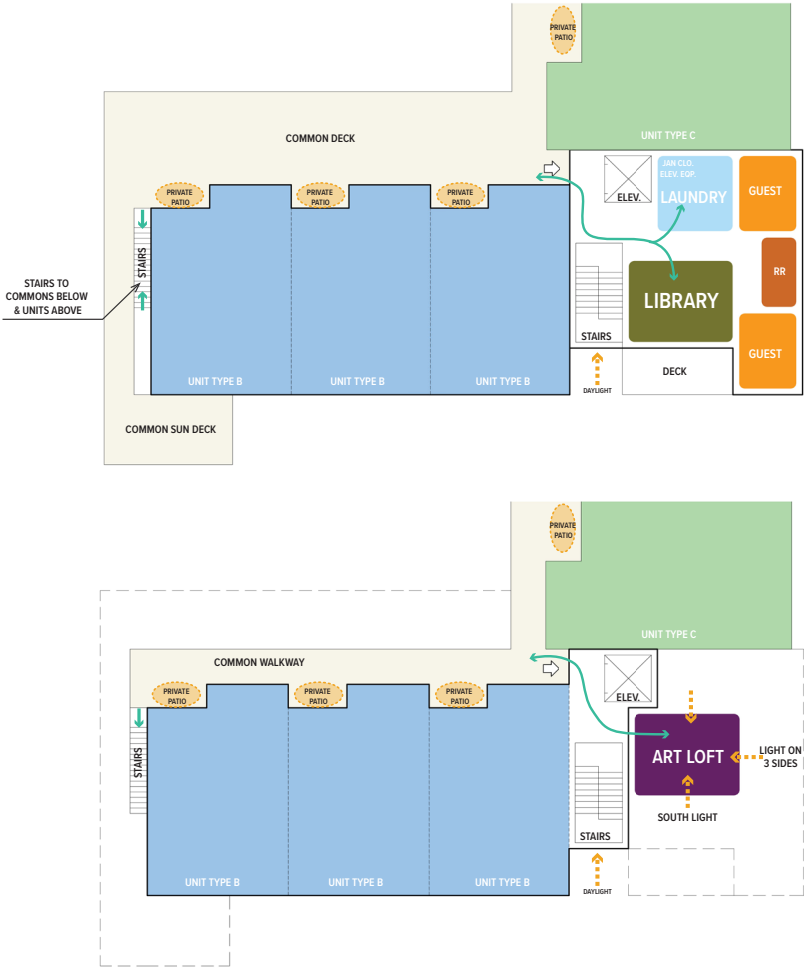 PRIVATE
PATIO
COMMON DECK
UNIT TYPE C
JAN CLO.
ELEV. EQP.
LAUNDRY
ELEV.
GUEST
PRIVATE
PATIO
PRIVATE
PATIO
PRIVATE
PATIO
STAIRS
STAIRS TO
COMMONS BELOW
& UNITS ABOVE
RR
LIBRARY
STAIRS
GUEST
DECK
DAYLIGHT
UNIT TYPE B
UNIT TYPE B
UNIT TYPE B
COMMON SUN DECK
PRIVATE
PATIO
UNIT TYPE C
COMMON WALKWAY
ELEV.
PRIVATE
PATIO
PRIVATE
PATIO
PRIVATE
PATIO
STAIRS
ART LOFT
LIGHT ON
3 SIDES
SOUTH LIGHT
STAIRS
UNIT TYPE B
UNIT TYPE B
UNIT TYPE B
DAYLIGHT